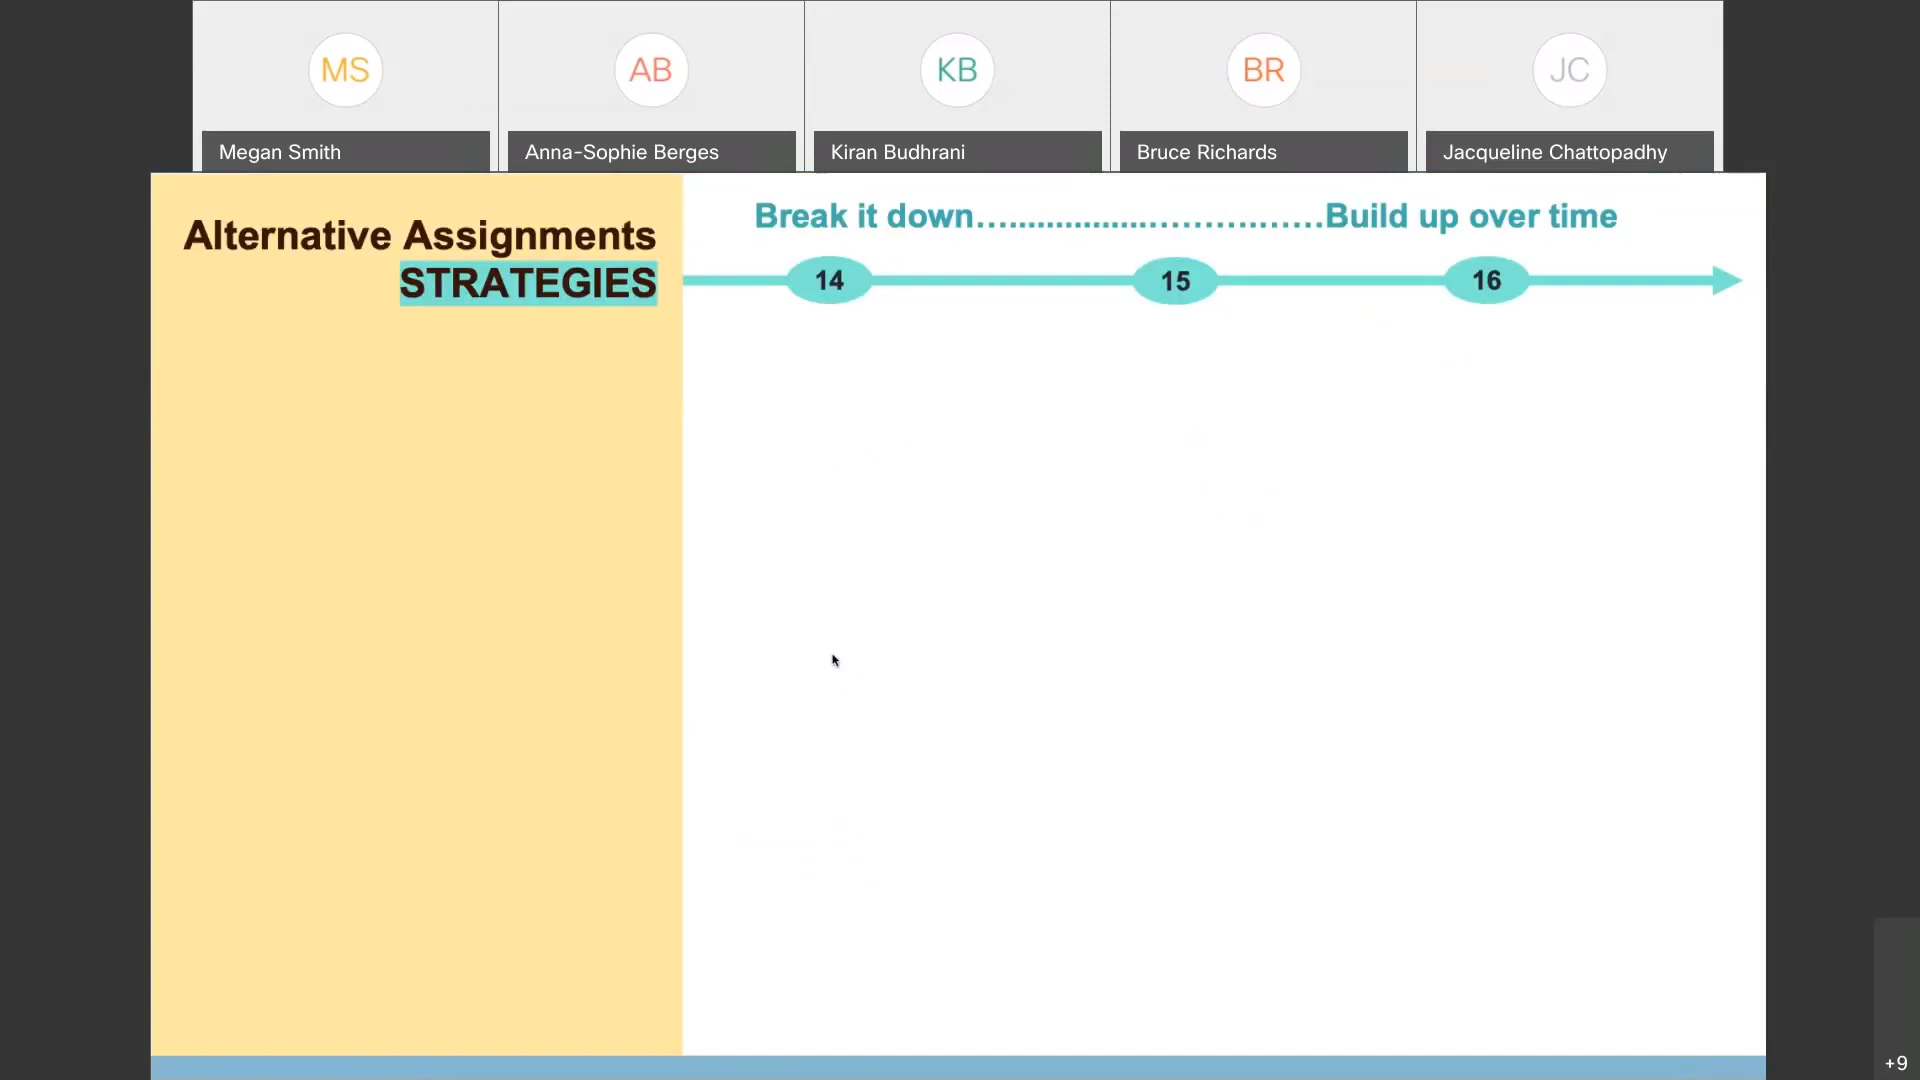 MS
AB
KB
BR
JC
Megan Smith
Anna-Sophie Berges
Kiran Budhrani
Bruce Richards
Jacqueline Chattopadhy
Alternative Assignments
STRATEGIES
Break it down….................……….……Build up over time
14
15
16
+9